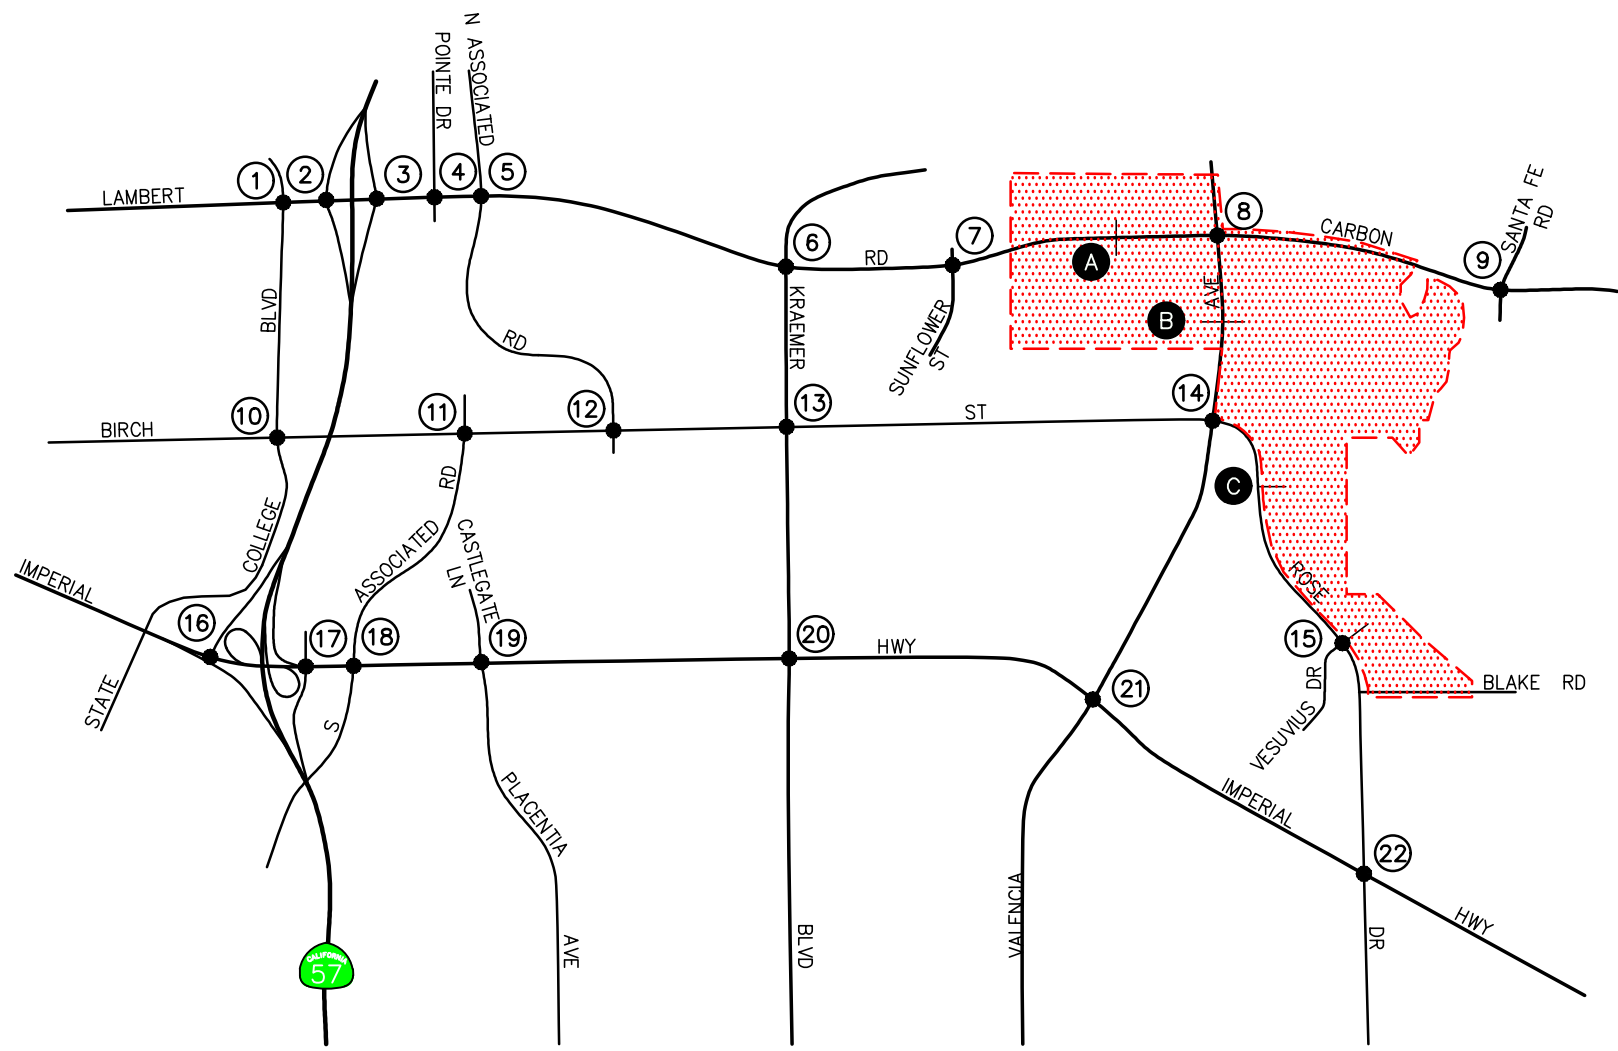 N ASSOCIATED
POINTE DR
LAMBERT
1
2
3
4
5
6
RD
7
8
CARBON
9
SANTA FE
RD
A
B
AVE
BLVD
RD
KRAEMER
SUNFLOWER
ST
BIRCH
10
11
12
13
ST
14
C
COLLEGE
RD
ASSOCIATED
CASTLEGATE
LN
IMPERIAL
16
17
18
19
20
HWY
21
ROSE
15
VESUVIUS DR
BLAKE RD
STATE
S
PLACENTIA
AVE
BLVD
VALENCIA
IMPERIAL
22
HWY
DR
CALIFORNIA
57